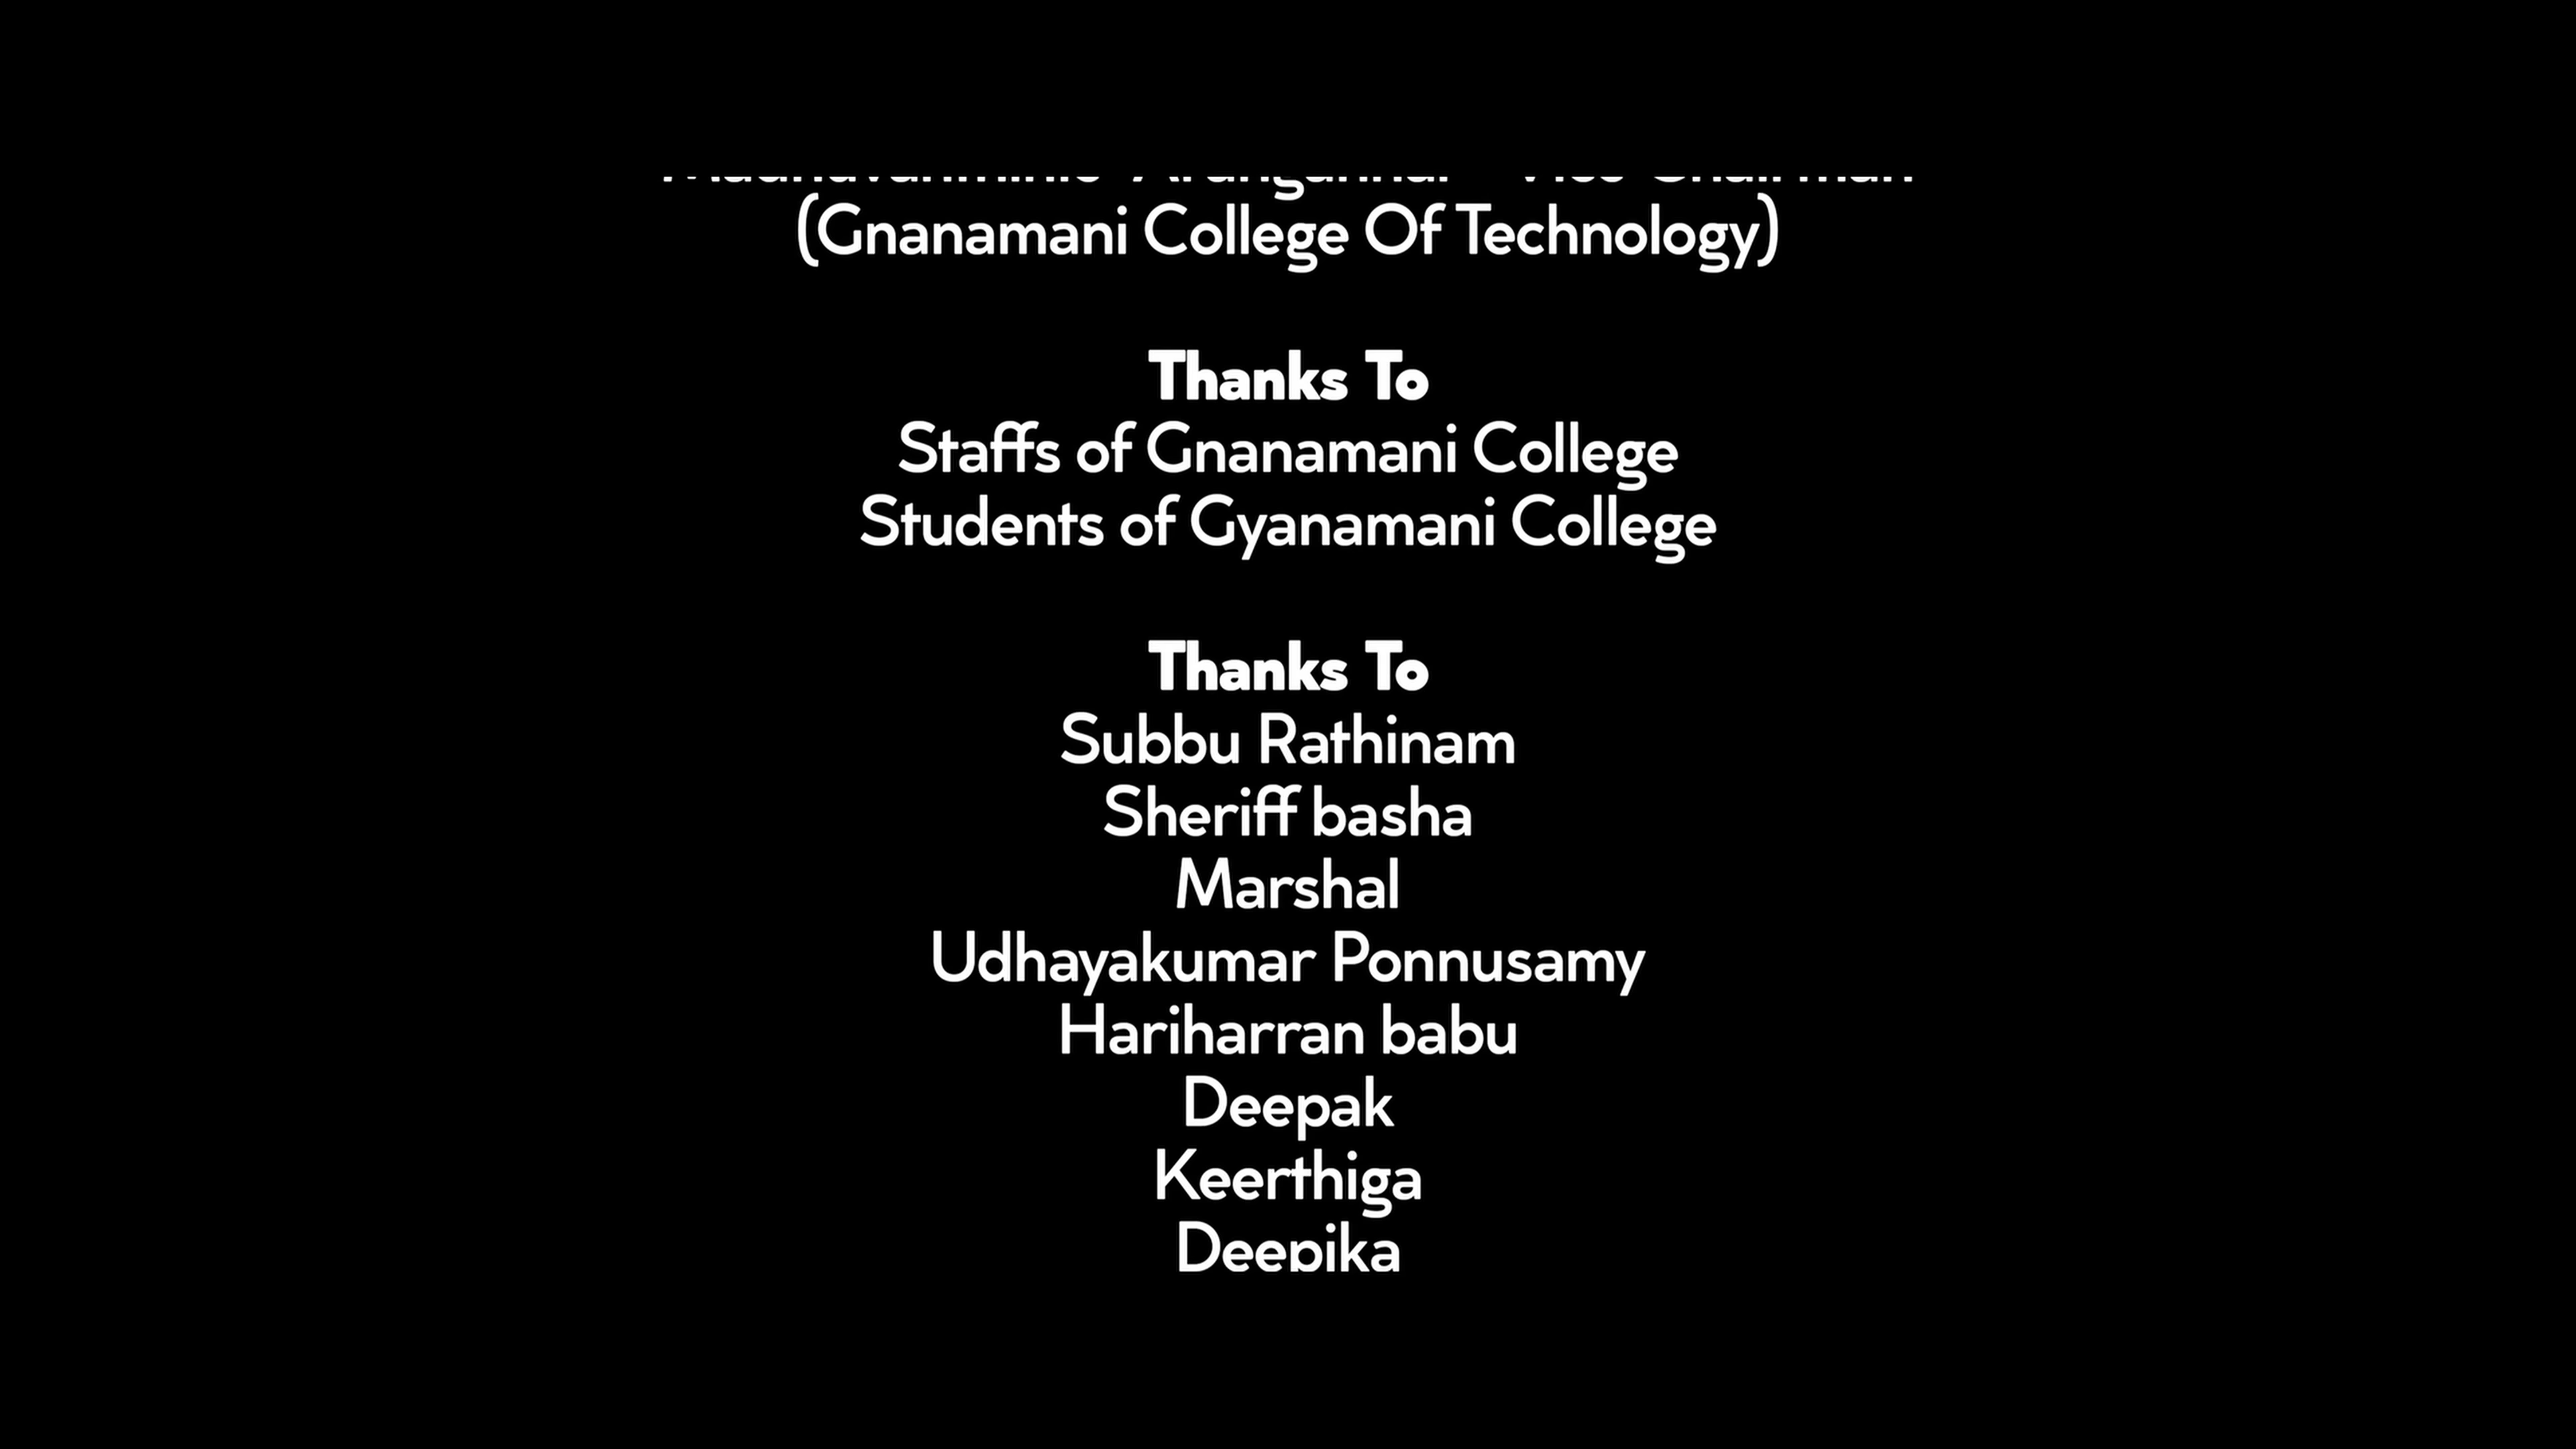 (Gnanamani College Of Technology)
Thanks To
Staffs of Gnanamani College
Students of Gyanamani College
Thanks To
Subbu Rathinam
Sheriff basha
Marshal
Udhayakumar Ponnusamy
Hariharran babu
Deepak
Keerthiga
Deepika